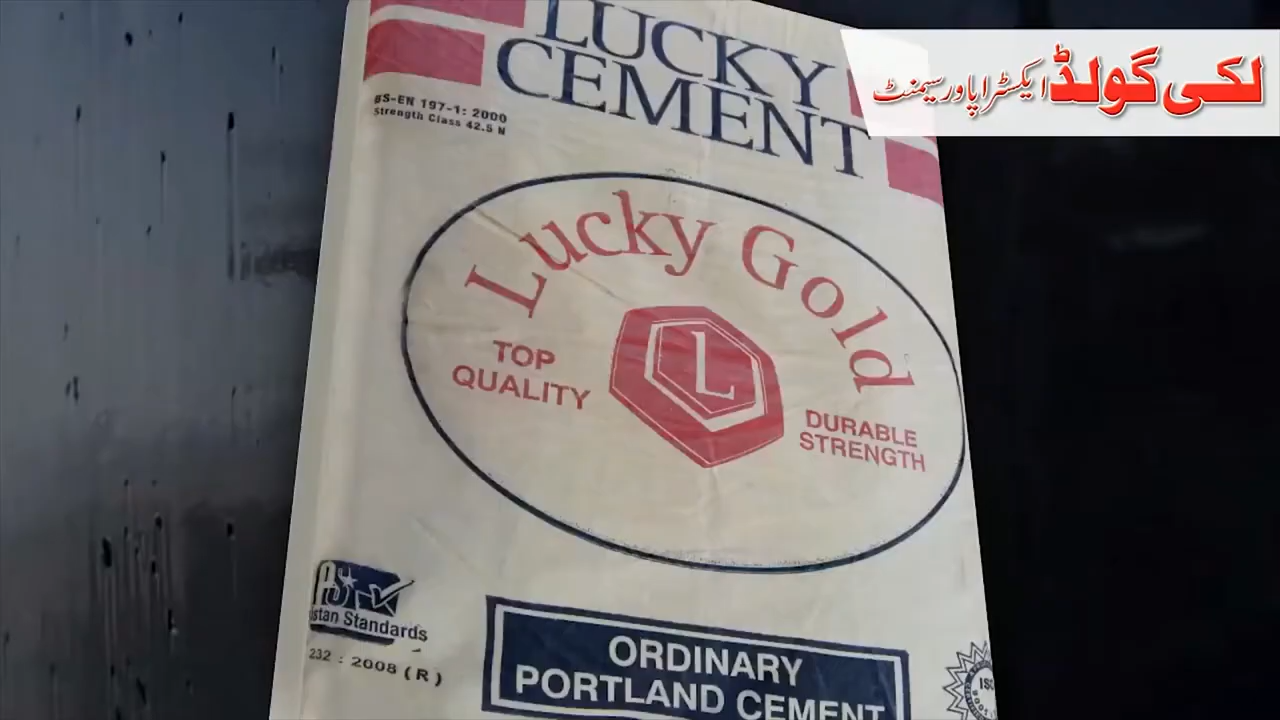 LUCKY
CEMENT
BS-EN 197-1: 2000
Strength Class 42.5 N
لکی گولڈ ایکسٹرا پاور سیمنٹ
Lucky Gold
TOP
QUALITY
L
DURABLE
STRENGTH
PS
istan Standards
232 : 2008 (R)
ORDINARY
PORTLAND CEMENT